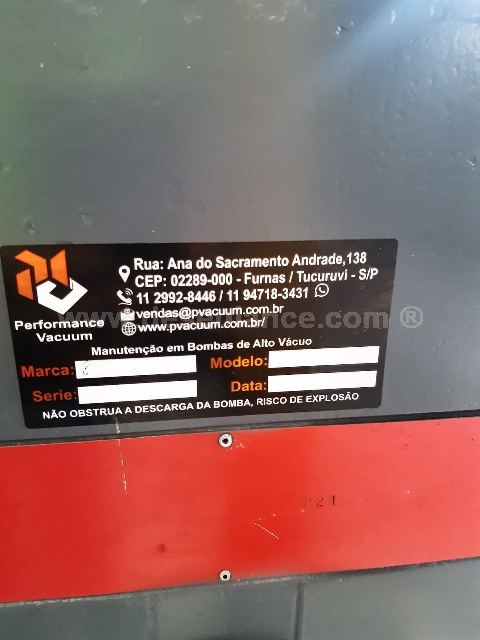 Rua: Ana do Sacramento Andrade,138
CEP: 02289-000 - Furnas / Tucuruvi - S/P
11 2992-8446 / 11 94718-3431
vendas@pvacuum.com.br
www.pvacuum.com.br/
Performance
Vacuum
Manutenção em Bombas de Alto Vácuo
Marca: Modelo:
Serie: Data:
NÃO OBSTRUA A DESCARGA DA BOMBA, RISCO DE EXPLOSÃO
821